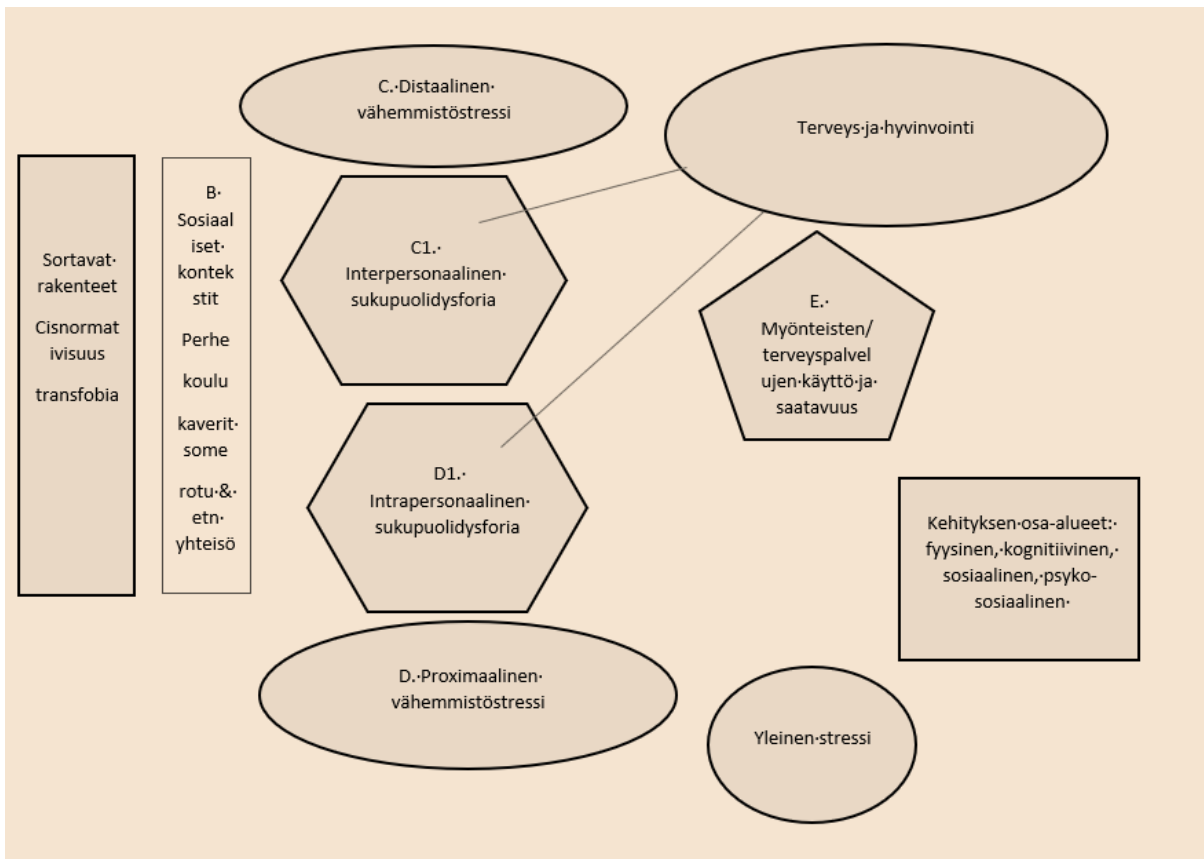 C.·Distaalinen·
vähemmistöstressi
Terveys·ja·hyvinvointi
Sortavat·
rakenteet
Cisnormat
ivisuus
transfobia
B·
Sosiaal
iset·
kontek
stit
Perhe
koulu
kaverit·
some
rotu·&·
etn·
yhteisö
C1.·
Interpersonaalinen·
sukupuolidysforia
E.·
Myönteisten/
terveyspalvel
ujen·käyttö·ja·
saatavuus
D1.·
Intrapersonaalinen·
sukupuolidysforia
Kehityksen·osa-alueet:·
fyysinen,·kognitiivinen,·
sosiaalinen,·psyko-
sosiaalinen·
D.·Proximaalinen·
vähemmistöstressi
Yleinen·stressi